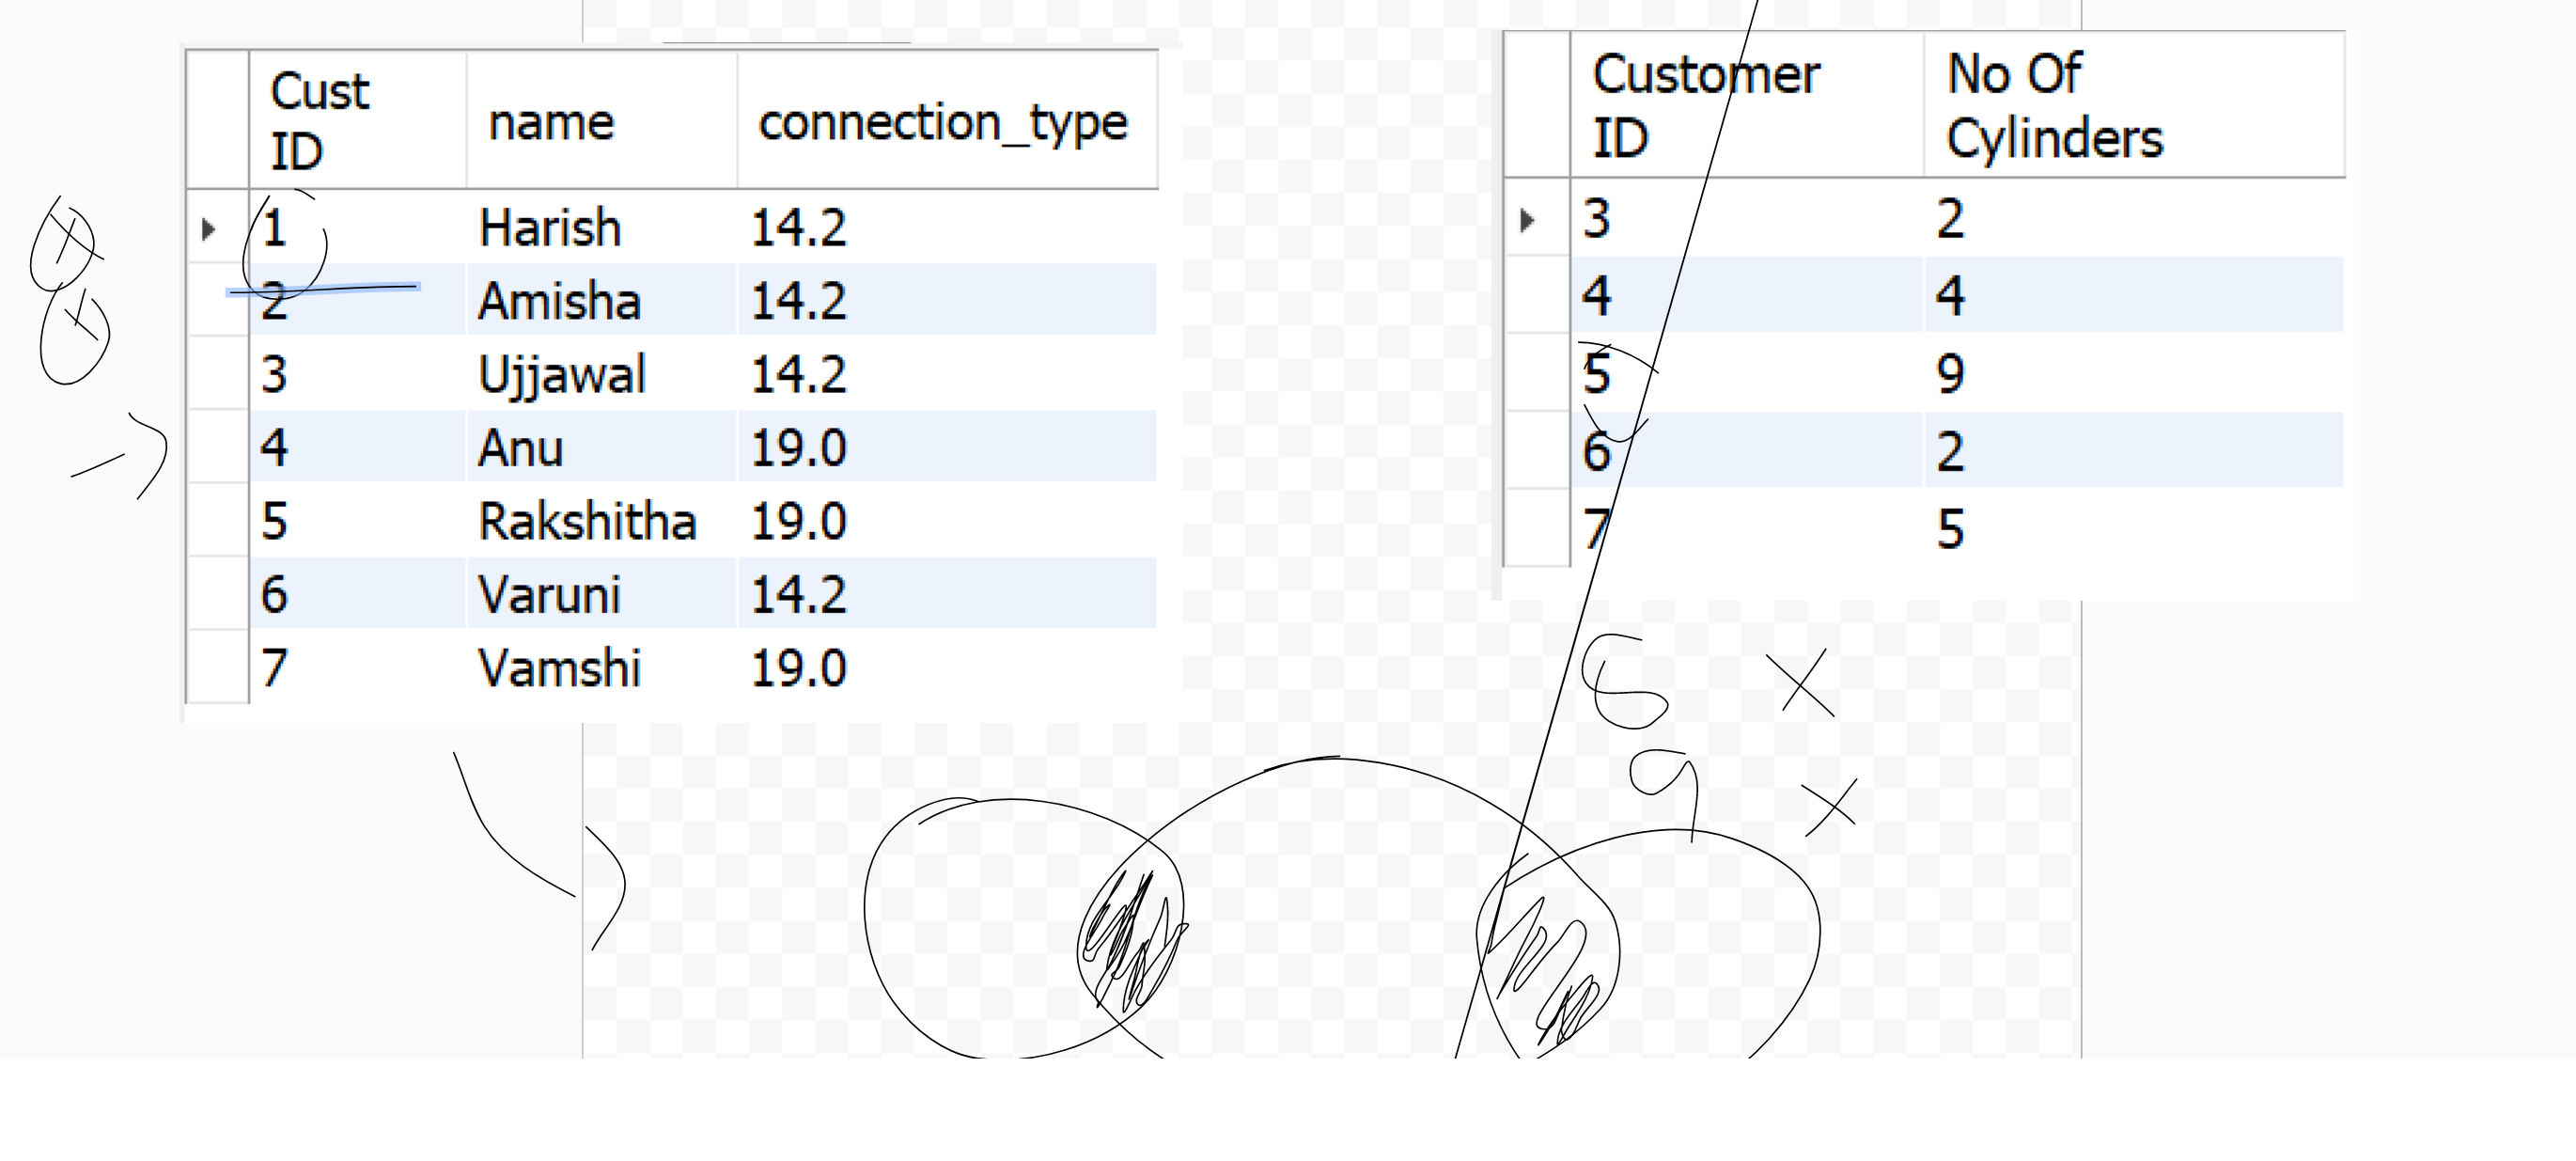 Cust ID name connection_type
1 Harish 14.2
2 Amisha 14.2
3 Ujjawal 14.2
4 Anu 19.0
5 Rakshitha 19.0
6 Varuni 14.2
7 Vamshi 19.0
Customer ID No Of Cylinders
3 2
4 4
5 9
6 2
7 5
8
9